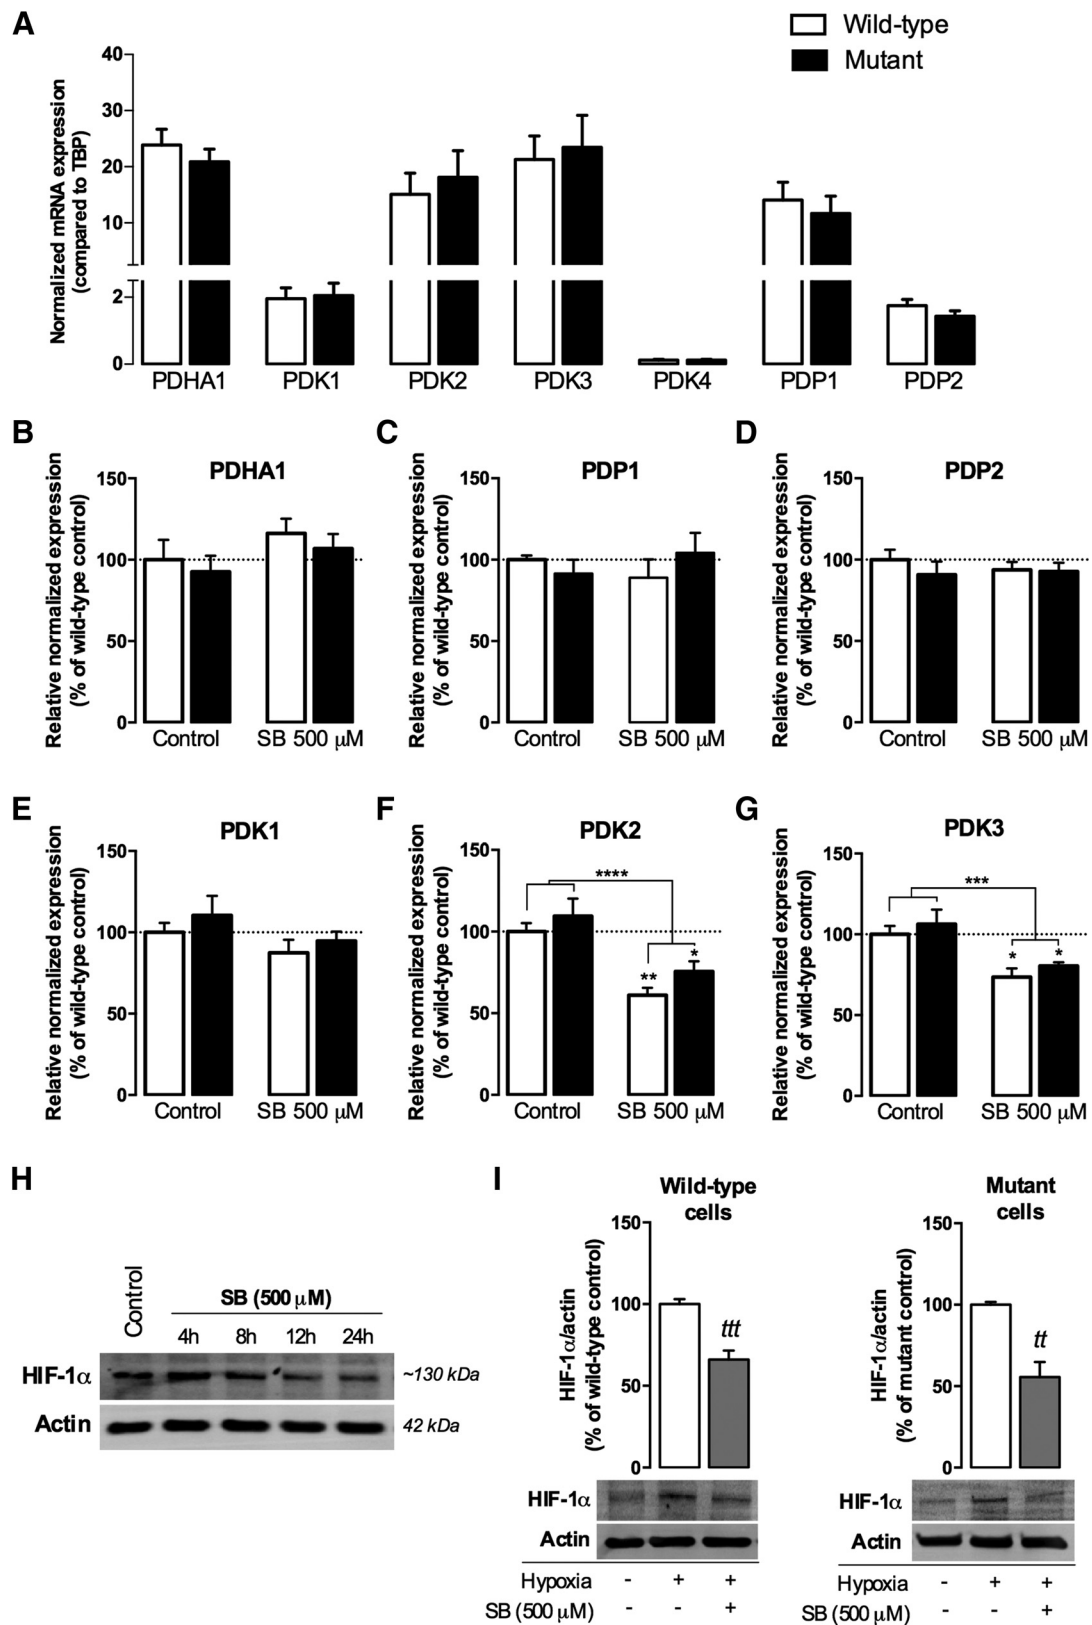 A
Wild-type
Mutant
Normalized mRNA expression
(compared to TBP)
40
30
20
10
2
0
PDHA1 PDK1 PDK2 PDK3 PDK4 PDP1 PDP2
B
PDHA1
Relative normalized expression
(% of wild-type control)
150
100
50
0
Control SB 500 μM
C
PDP1
Relative normalized expression
(% of wild-type control)
150
100
50
0
Control SB 500 μM
D
PDP2
Relative normalized expression
(% of wild-type control)
150
100
50
0
Control SB 500 μM
E
PDK1
Relative normalized expression
(% of wild-type control)
150
100
50
0
Control SB 500 μM
F
PDK2
Relative normalized expression
(% of wild-type control)
150
100
50
0
****
**
*
Control SB 500 μM
G
PDK3
Relative normalized expression
(% of wild-type control)
150
100
50
0
***
*
*
Control SB 500 μM
H
Control
SB (500 μM)
4h 8h 12h 24h
HIF-1α ~130 kDa
Actin 42 kDa
I
Wild-type
cells
HIF-1α/actin
(% of wild-type control)
150
100
50
0
ttt
HIF-1α
Actin
Hypoxia - + +
SB (500 μM) - - +
Mutant
cells
HIF-1α/actin
(% of mutant control)
150
100
50
0
tt
HIF-1α
Actin
Hypoxia - + +
SB (500 μM) - - +